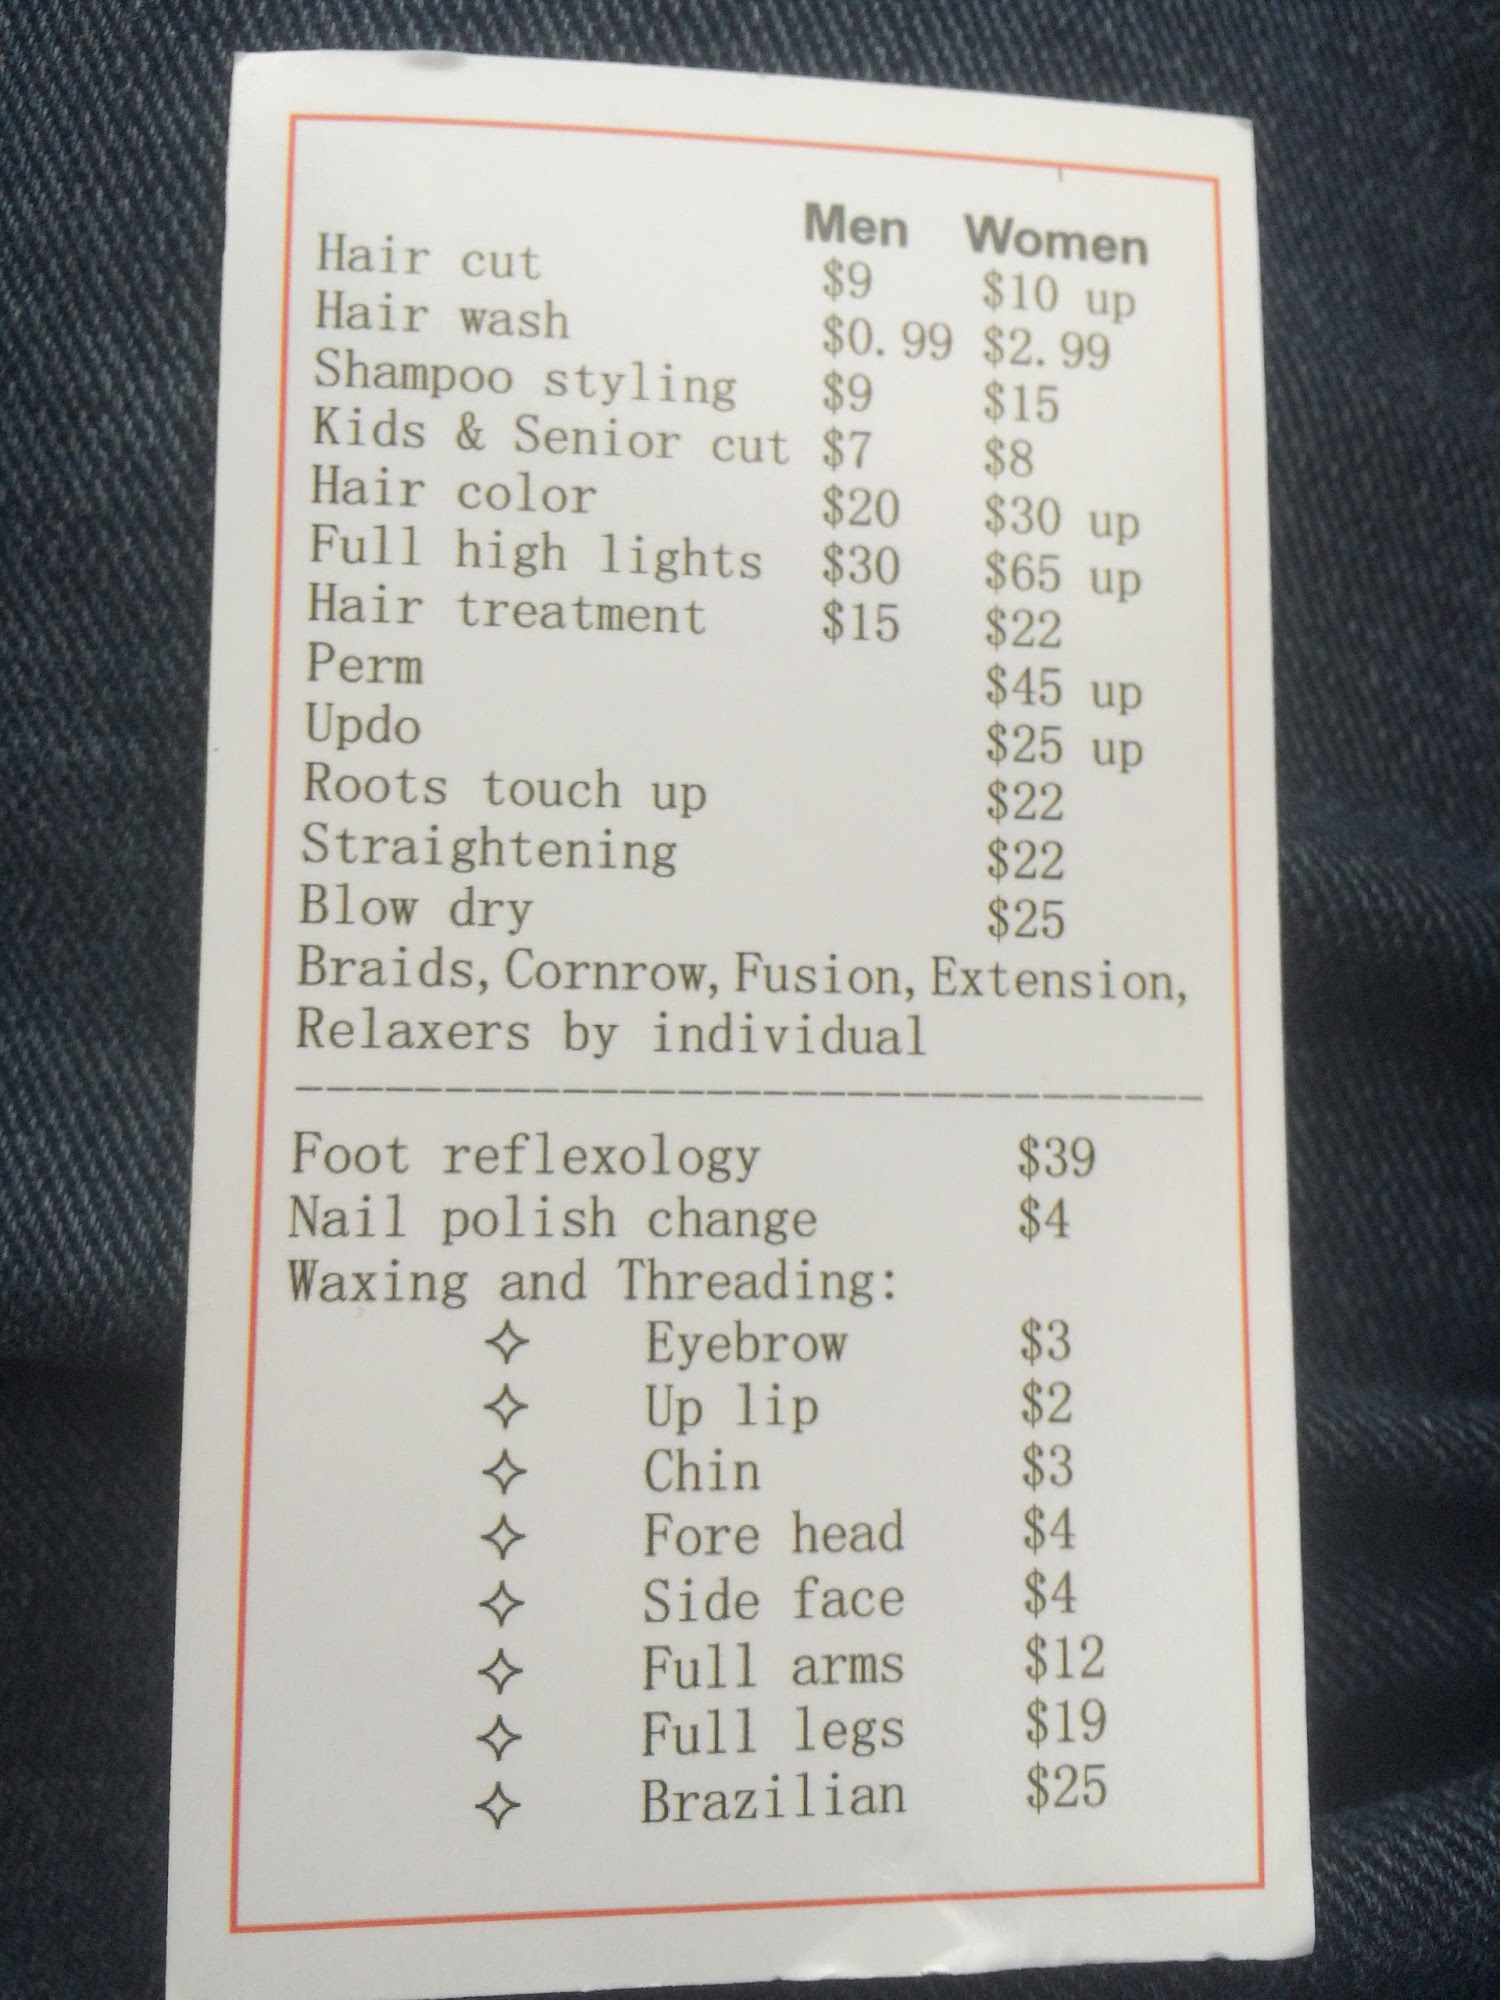 Men Women
Hair cut $9 $10 up
Hair wash $0.99 $2.99
Shampoo styling $9 $15
Kids & Senior cut $7 $8
Hair color $20 $30 up
Full high lights $30 $65 up
Hair treatment $15 $22
Perm $45 up
Updo $25 up
Roots touch up $22
Straightening $22
Blow dry $25
Braids, Cornrow, Fusion, Extension,
Relaxers by individual
Foot reflexology $39
Nail polish change $4
Waxing and Threading:
✧ Eyebrow $3
✧ Up lip $2
✧ Chin $3
✧ Fore head $4
✧ Side face $4
✧ Full arms $12
✧ Full legs $19
✧ Brazilian $25